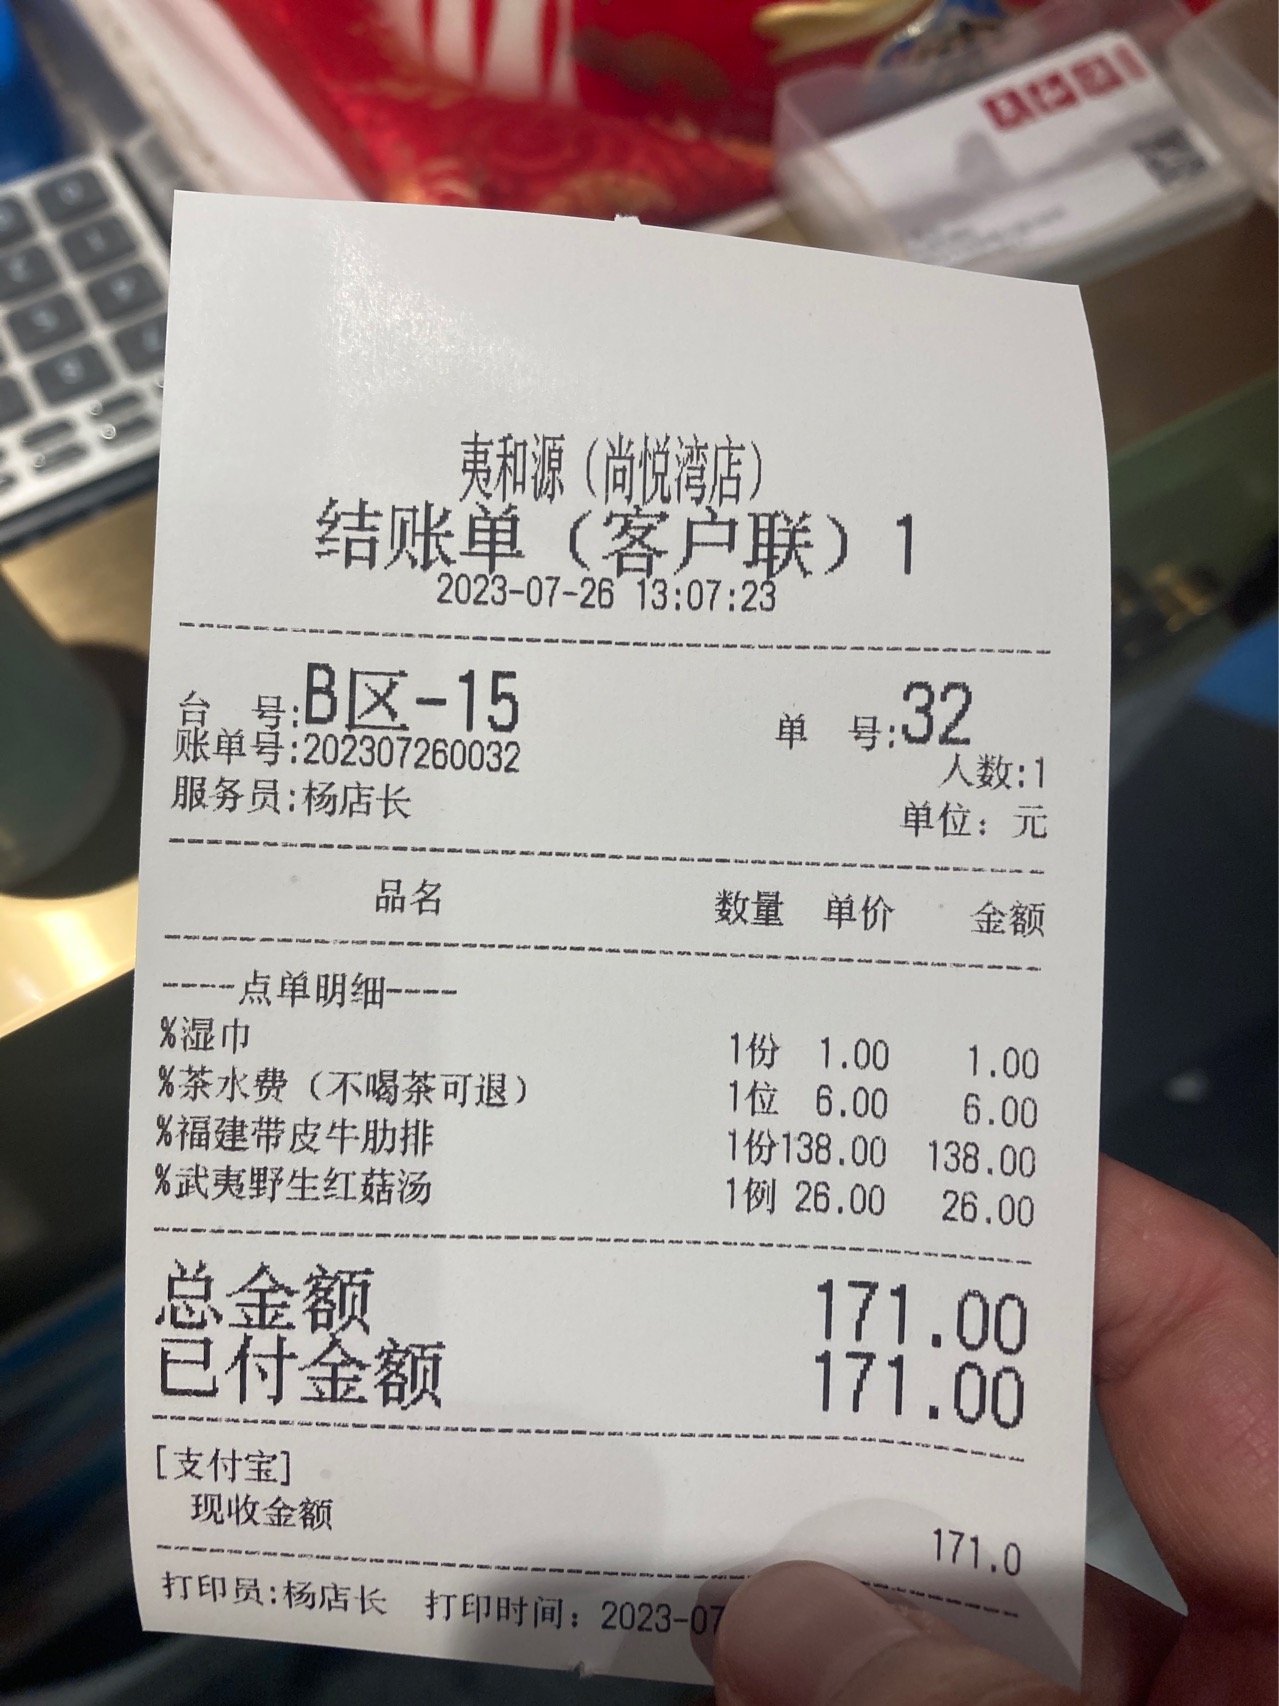 夷和源（尚悦湾店）
结账单（客户联）1
2023-07-26 13:07:23
台 号:B区-15 单 号:32
账单号:202307260032 人数:1
服务员:杨店长 单位：元
品名 数量 单价 金额
----点单明细----
%湿巾 1份 1.00 1.00
%茶水费（不喝茶可退） 1位 6.00 6.00
%福建带皮牛肋排 1份138.00 138.00
%武夷野生红菇汤 1例 26.00 26.00
总金额 171.00
已付金额 171.00
[支付宝]
现收金额 171.0
打印员:杨店长 打印时间：2023-07